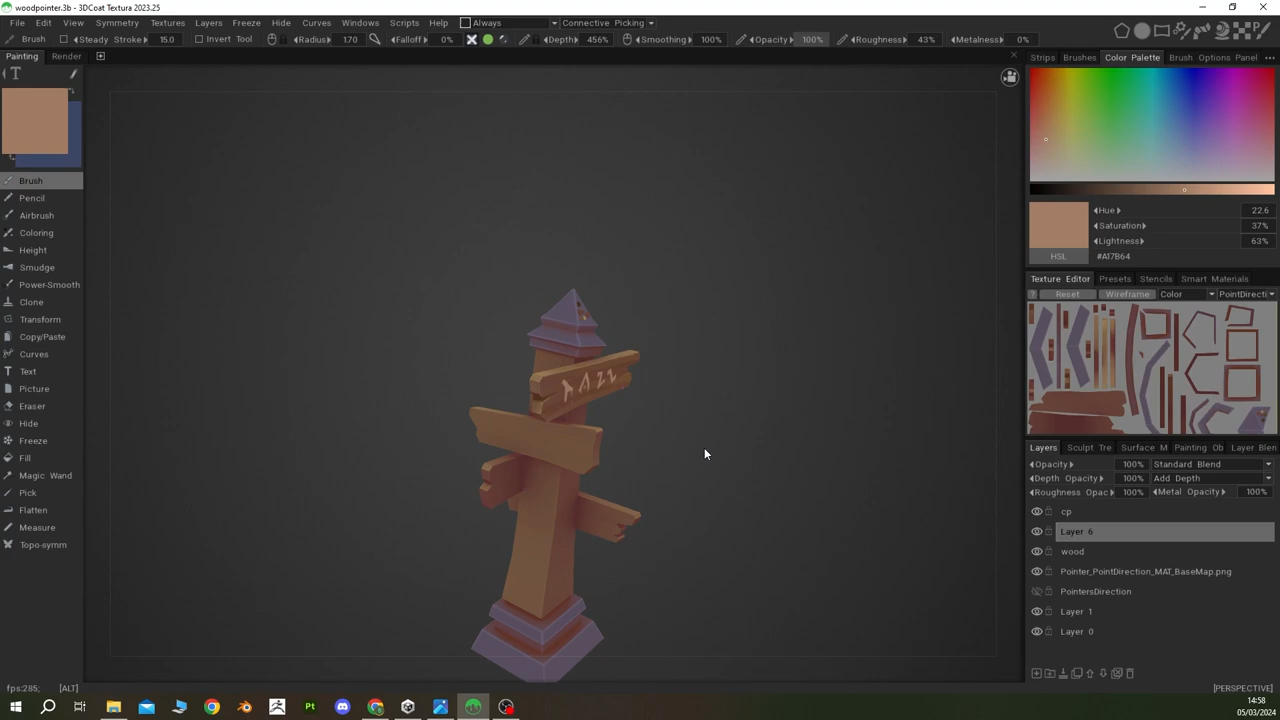 woodpointer.3b - 3DCoat Textura 2023.25
File Edit View Symmetry Textures Layers Freeze Hide Curves Windows Scripts Help Always Connective Picking
Brush Steady Stroke 15.0 Invert Tool Radius 170 Falloff 0% Depth 456% Smoothing 100% Opacity 100% Roughness 43% Metalness 0%
Painting Render
Strips Brushes Color Palette Brush Options Panel
T
Brush
Pencil
Airbrush
Coloring
Height
Smudge
Power-Smooth
Clone
Transform
Copy/Paste
Curves
Text
Picture
Eraser
Hide
Freeze
Fill
Magic Wand
Pick
Flatten
Measure
Topo-symm
Hue 22.6
Saturation 37%
Lightness 63%
HSL #A17B64
Texture Editor Presets Stencils Smart Materials
? Reset Wireframe Color PointDirecti
Layers Sculpt Tre Surface M Painting Ob Layer Blen
Opacity 100% Standard Blend
Depth Opacity 100% Add Depth
Roughness Opac 100% Metal Opacity 100%
cp
Layer 6
wood
Pointer_PointDirection_MAT_BaseMap.png
PointersDirection
Layer 1
Layer 0
fps:285; [ALT] [PERSPECTIVE]
Pt
14:58
05/03/2024